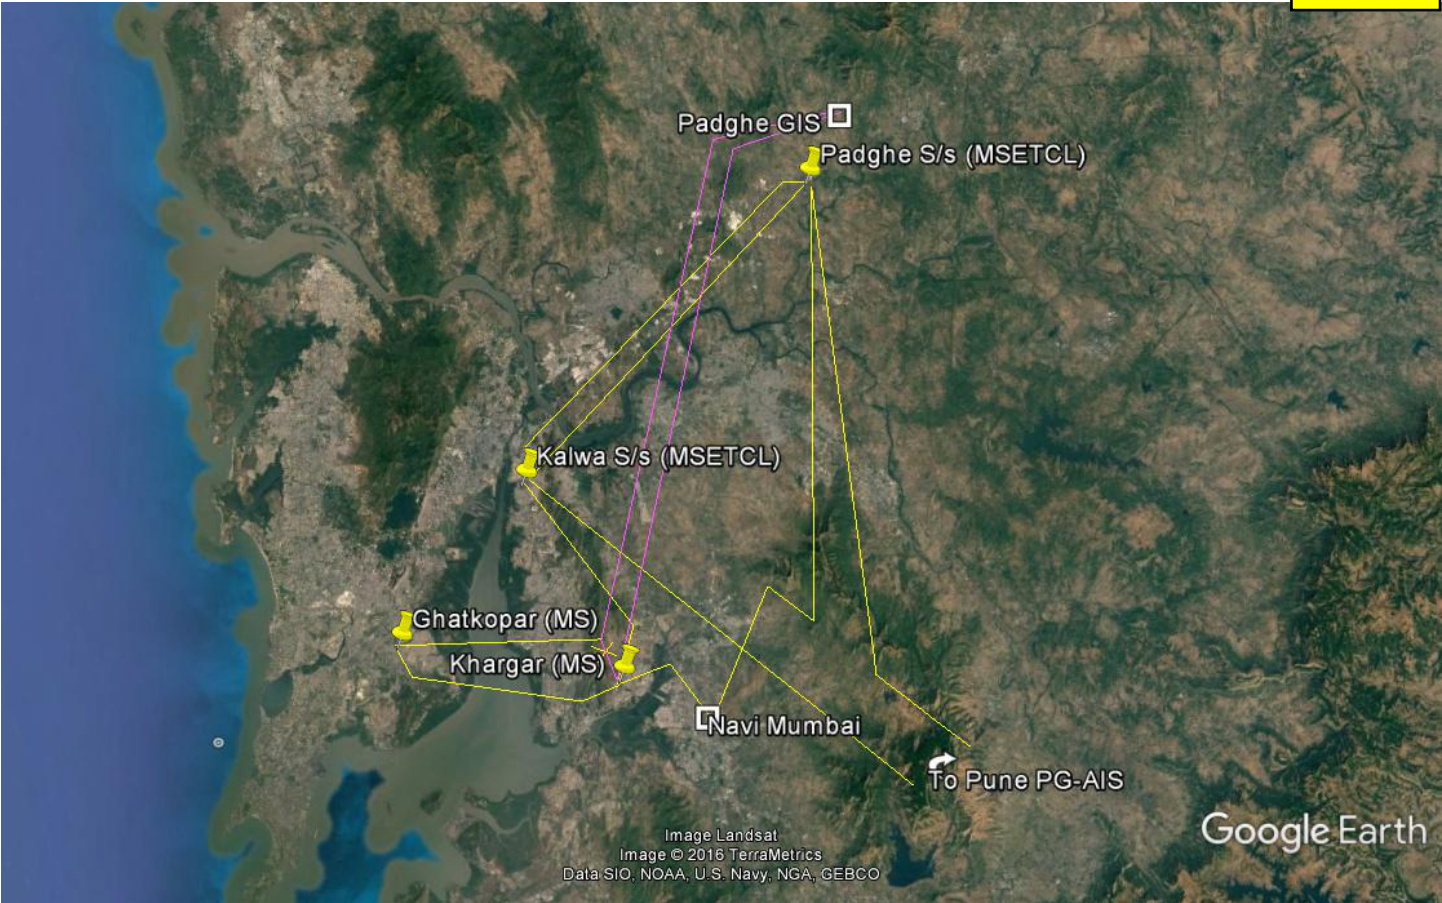 Padghe GIS
Padghe S/s (MSETCL)
Kalwa S/s (MSETCL)
Ghatkopar (MS)
Khargar (MS)
Navi Mumbai
To Pune PG-AIS
Image Landsat
Image © 2016 TerraMetrics
Data SIO, NOAA, U.S. Navy, NGA, GEBCO
Google Earth